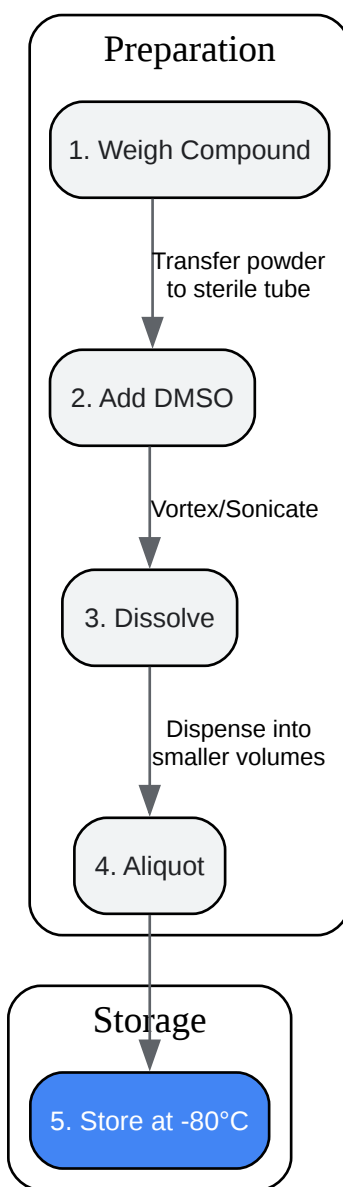 Preparation
1. Weigh Compound
Transfer powder
to sterile tube
2. Add DMSO
Vortex/Sonicate
3. Dissolve
Dispense into
smaller volumes
4. Aliquot
Storage
5. Store at -80°C